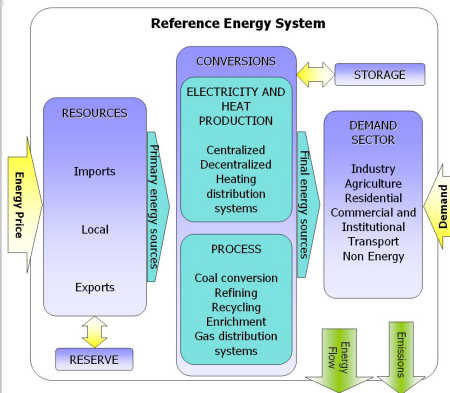 Reference Energy System
CONVERSIONS
STORAGE
ELECTRICITY AND
HEAT
PRODUCTION
Centralized
Decentralized
Heating
distribution
systems
RESOURCES
Imports
Local
Exports
DEMAND
SECTOR
Industry
Agriculture
Residential
Commercial and
Institutional
Transport
Non Energy
Energy Price
Primary energy sources
Final energy sources
Demand
PROCESS
Coal conversion
Refining
Recycling
Enrichment
Gas distribution
systems
RESERVE
Energy
Flow
Emissions